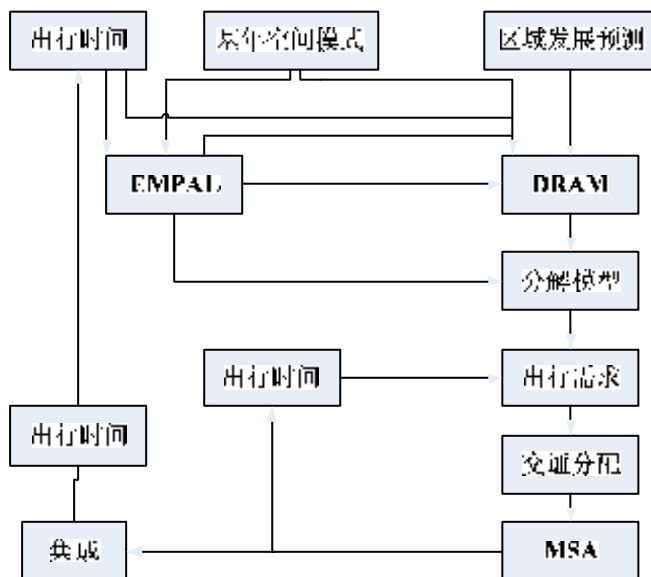 出行时间
基年空间模式
区域发展预测
EMPAL
DRAM
分解模型
出行时间
出行需求
出行时间
交通分配
集成
MSA